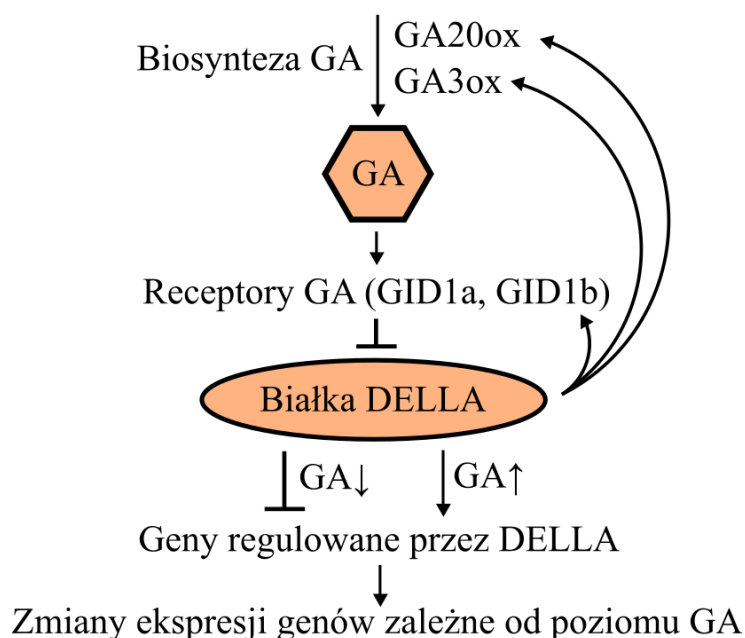 GA20ox
Biosynteza GA
GA3ox
GA
Receptory GA (GID1a, GID1b)
Białka DELLA
GA↓ GA↑
Geny regulowane przez DELLA
Zmiany ekspresji genów zależne od poziomu GA